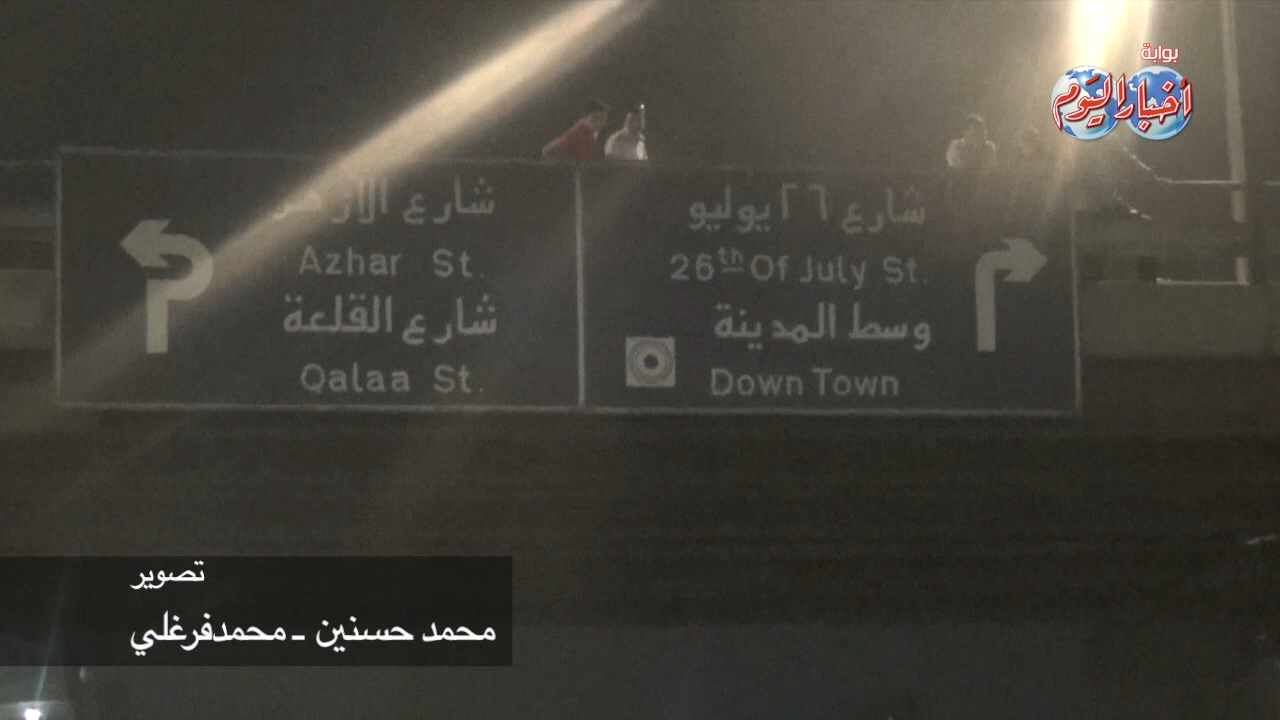 بوابة
أخبار اليوم
شارع الأزهر
Azhar St.
شارع القلعة
Qalaa St.
شارع ٢٦ يوليو
26th Of July St.
وسط المدينة
Down Town
تصوير
محمد حسنين - محمدفرغلي